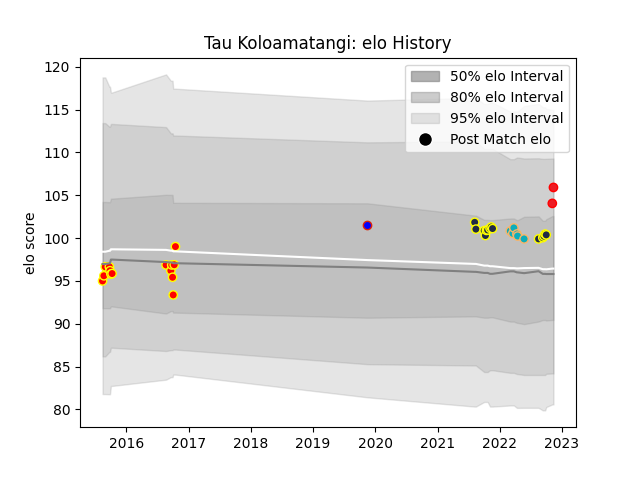 Tau Koloamatangi: elo History
50% elo Interval
80% elo Interval
95% elo Interval
Post Match elo
elo score
120
115
110
105
100
95
90
85
80
2016 2017 2018 2019 2020 2021 2022 2023